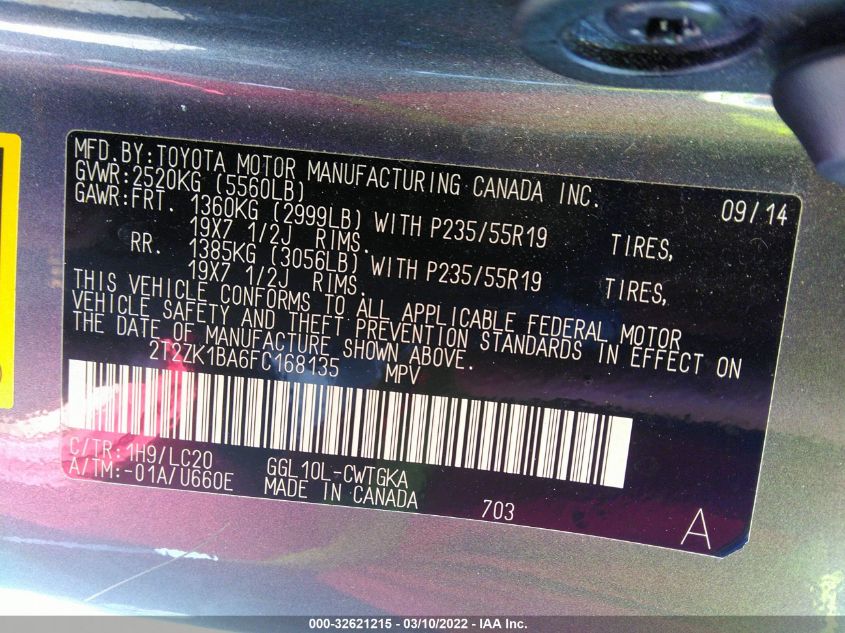 MFD.BY:TOYOTA MOTOR MANUFACTURING CANADA INC.
GVWR:2520KG (5560LB) 09/14
GAWR:FRT. 1360KG (2999LB) WITH P235/55R19 TIRES,
19X7 1/2J RIMS.
RR. 1385KG (3056LB) WITH P235/55R19 TIRES,
19X7 1/2J RIMS.
THIS VEHICLE CONFORMS TO ALL APPLICABLE FEDERAL MOTOR
VEHICLE SAFETY AND THEFT PREVENTION STANDARDS IN EFFECT ON
THE DATE OF MANUFACTURE SHOWN ABOVE.
2T2ZK1BA6FC168135 MPV
C/TR:1H9/LC20
A/TM:-01A/U660E GGL10L-CWTGKA
MADE IN CANADA 703 A
000-32621215 - 03/10/2022 - IAA Inc.